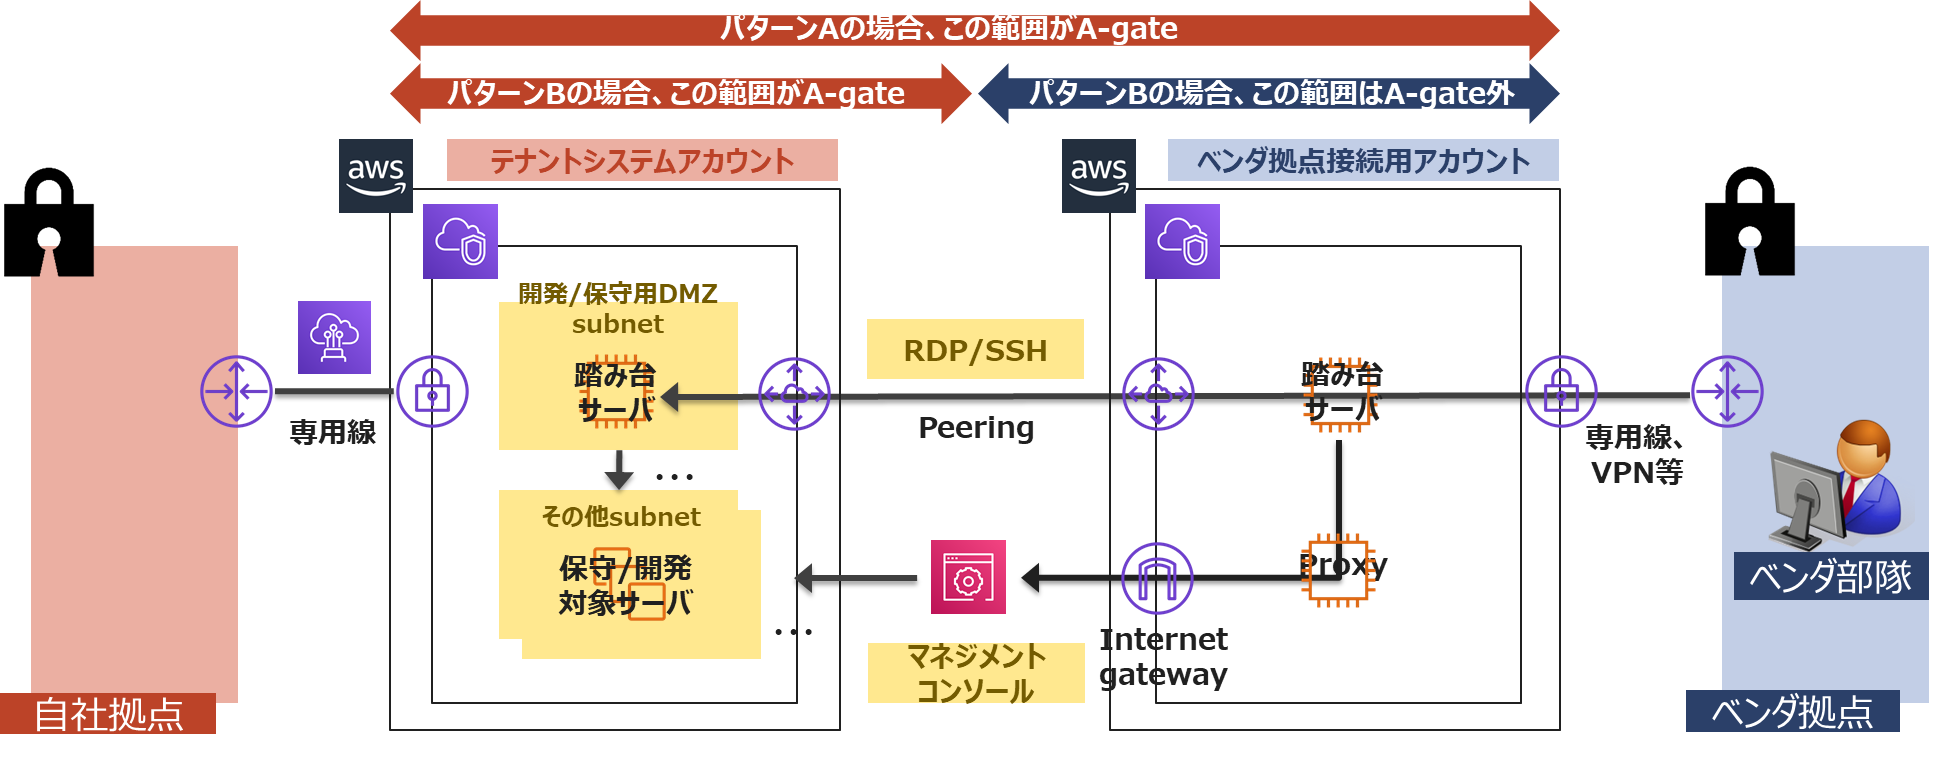 パターンAの場合、この範囲がA-gate
パターンBの場合、この範囲がA-gate
パターンBの場合、この範囲はA-gate外
aws
テナントシステムアカウント
aws
ベンダ拠点接続用アカウント
開発/保守用DMZ
subnet
踏み台
サーバ
RDP/SSH
踏み台
サーバ
専用線
Peering
専用線、
VPN等
...
その他subnet
保守/開発
対象サーバ
Proxy
ベンダ部隊
...
マネジメント
コンソール
Internet
gateway
自社拠点
ベンダ拠点